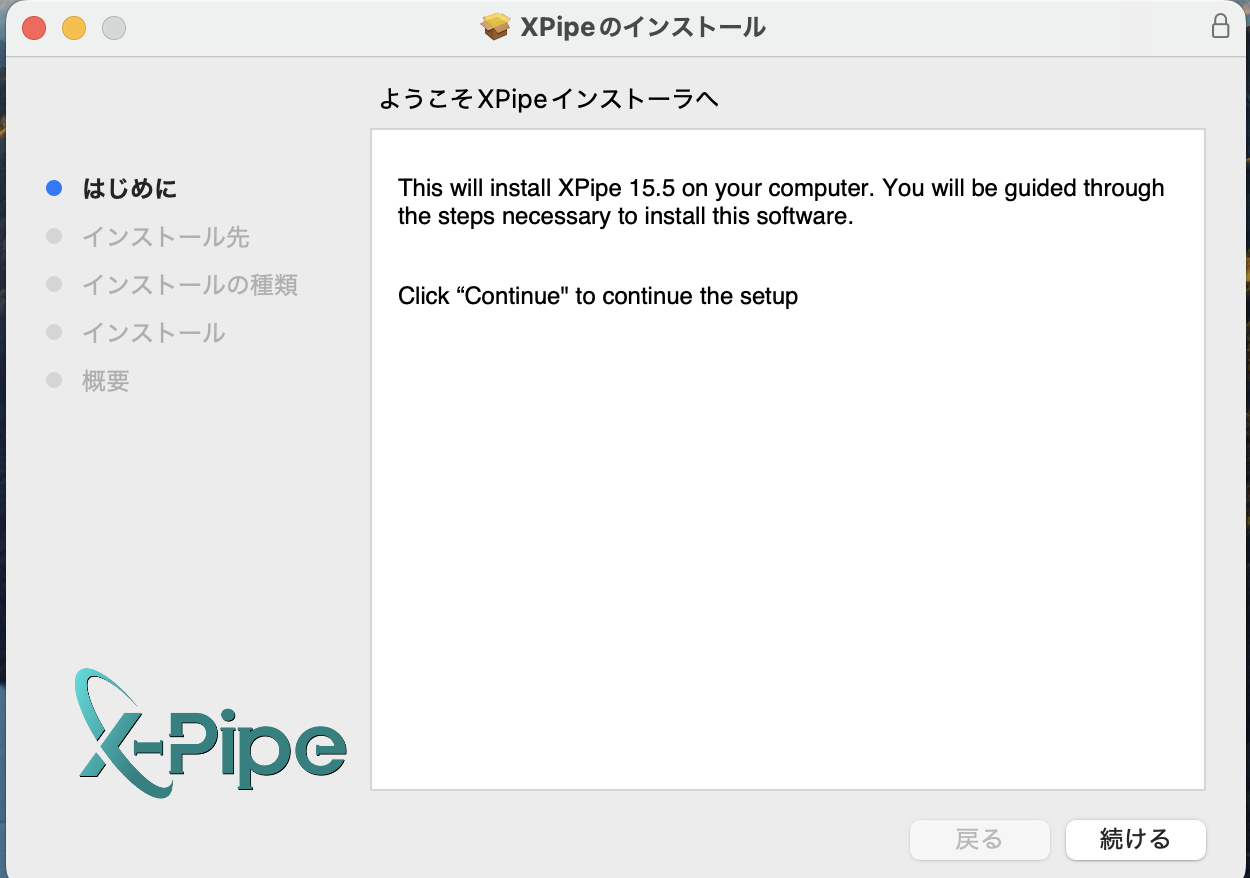 XPipeのインストール
ようこそXPipeインストーラへ
はじめに
インストール先
インストールの種類
インストール
概要
This will install XPipe 15.5 on your computer. You will be guided through
the steps necessary to install this software.
Click “Continue" to continue the setup
X-Pipe
戻る
続ける